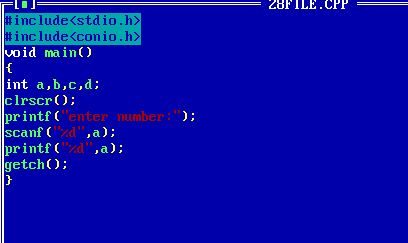 [■] 28FILE.CPP
#include<stdio.h>
#include<conio.h>
void main()
{
int a,b,c,d;
clrscr();
printf("enter number:");
scanf("%d",a);
printf("%d",a);
getch();
}